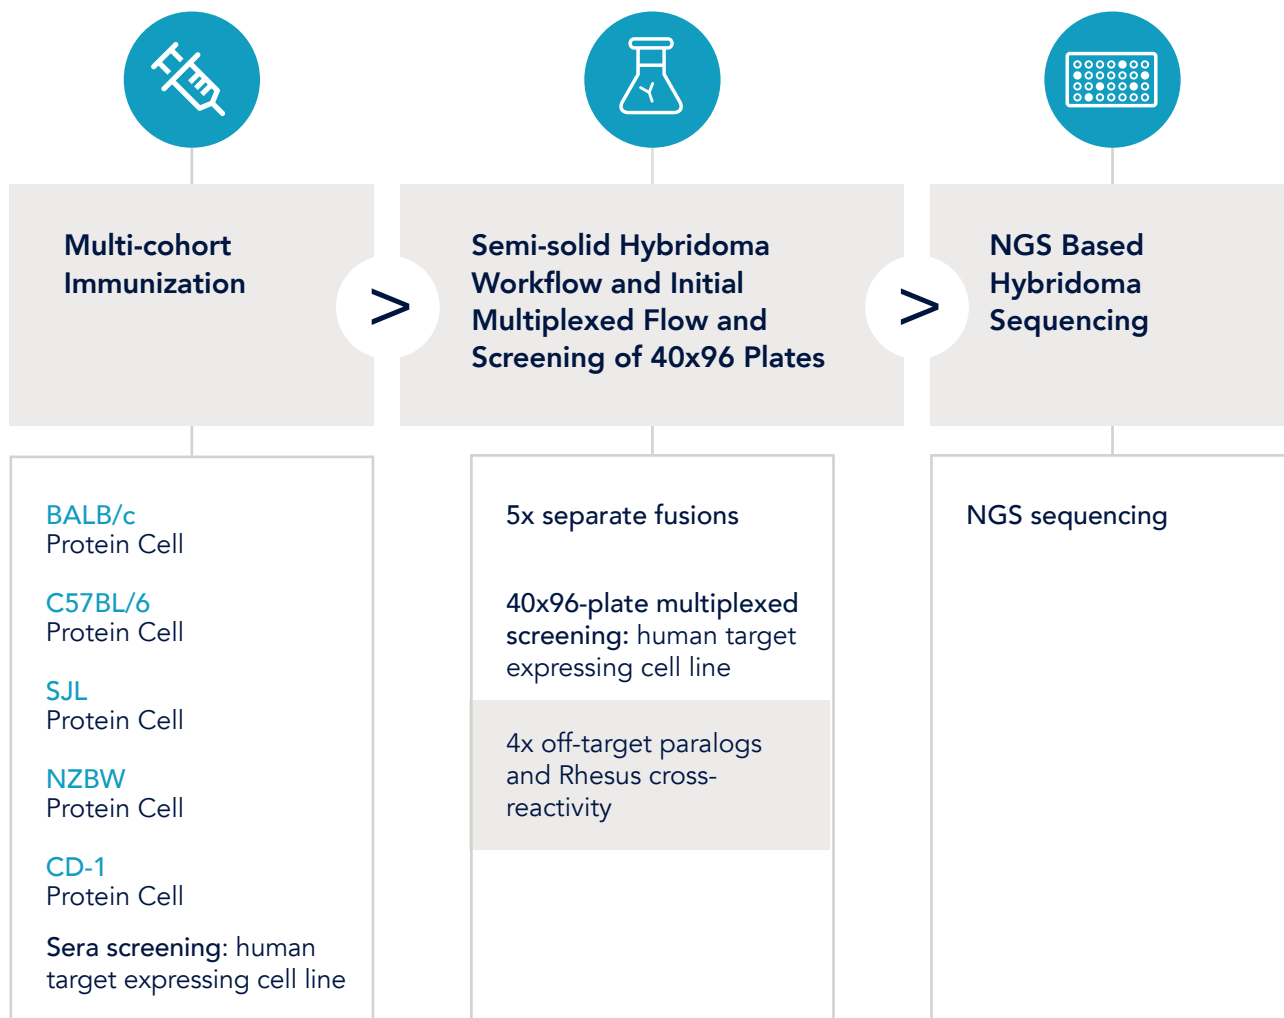 Multi-cohort
Immunization
>
Semi-solid Hybridoma
Workflow and Initial
Multiplexed Flow and
Screening of 40x96 Plates
>
NGS Based
Hybridoma
Sequencing
BALB/c
Protein Cell
C57BL/6
Protein Cell
SJL
Protein Cell
NZBW
Protein Cell
CD-1
Protein Cell
Sera screening: human
target expressing cell line
5x separate fusions
40x96-plate multiplexed
screening: human target
expressing cell line
4x off-target paralogs
and Rhesus cross-
reactivity
NGS sequencing